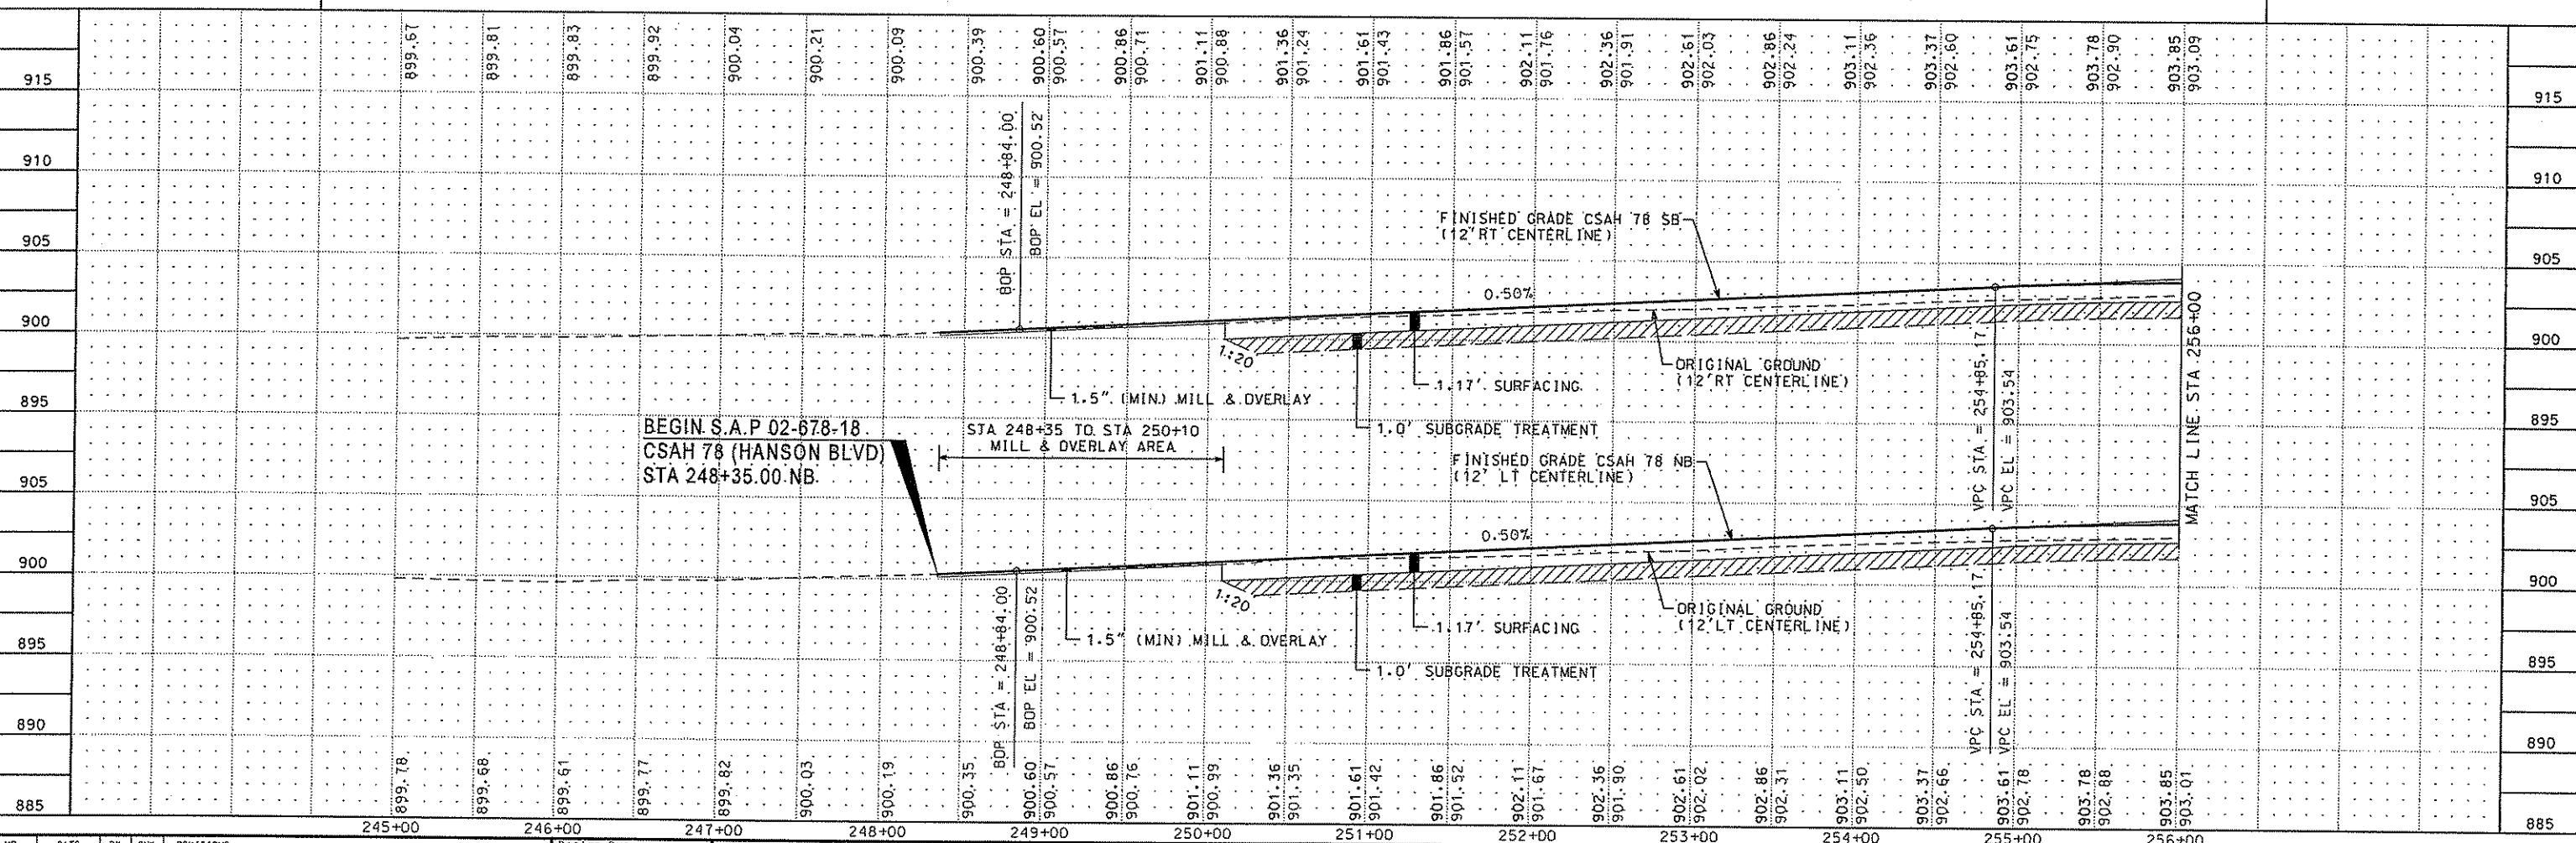 899.67 899.81 899.83 899.92 900.04 900.21 900.09 900.39 900.60 900.57 900.86 900.71 901.11 900.88 901.36 901.24 901.61 901.43 901.86 901.57 902.11 901.76 902.36 901.91 902.61 902.03 902.86 902.24 903.11 902.36 903.37 902.60 903.61 902.75 903.78 902.90 903.85 903.09
915 915
910 910
905 905
900 900
895 895
BOP STA = 248+84.00
BOP EL = 900.52
FINISHED GRADE CSAH 78 SB
(12'RT CENTERLINE)
0.50%
1:20
ORIGINAL GROUND
(12'RT CENTERLINE)
1.17' SURFACING
1.5" (MIN) MILL & OVERLAY
1.0' SUBGRADE TREATMENT
VPC STA = 254+85.17
VPC EL = 903.54
MATCH LINE STA 256+00
BEGIN S.A.P 02-678-18
CSAH 78 (HANSON BLVD)
STA 248+35.00 NB
STA 248+35 TO STA 250+10
MILL & OVERLAY AREA
FINISHED GRADE CSAH 78 NB
(12' LT CENTERLINE)
905 905
900 900
895 895
890 890
885 885
0.50%
1:20
ORIGINAL GROUND
(12'LT CENTERLINE)
1.17' SURFACING
1.5" (MIN) MILL & OVERLAY
1.0' SUBGRADE TREATMENT
BOP STA = 248+84.00
BOP EL = 900.52
VPC STA = 254+85.17
VPC EL = 903.54
899.78 899.68 899.61 899.77 899.82 900.03 900.19 900.35 900.60 900.57 900.86 900.76 901.11 900.99 901.36 901.35 901.61 901.42 901.86 901.52 902.11 901.67 902.36 901.90 902.61 902.02 902.86 902.31 903.11 902.50 903.37 902.66 903.61 902.78 903.78 902.88 903.85 903.01
245+00 246+00 247+00 248+00 249+00 250+00 251+00 252+00 253+00 254+00 255+00 256+00